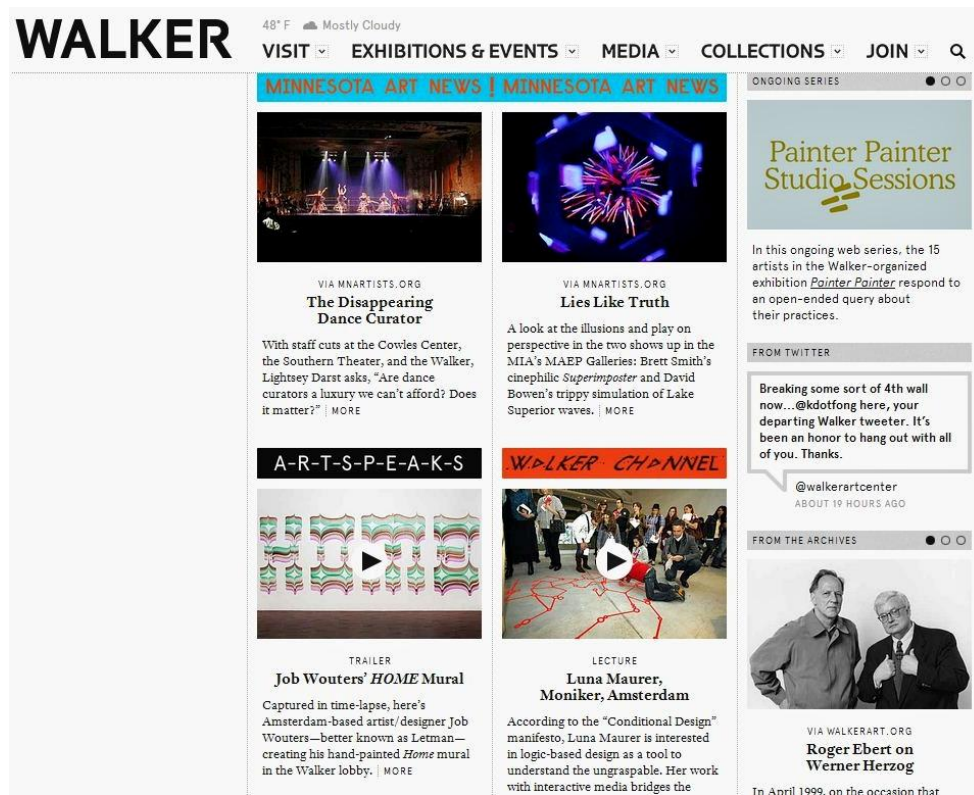 WALKER
48° F Mostly Cloudy
VISIT EXHIBITIONS & EVENTS MEDIA COLLECTIONS JOIN
MINNESOTA ART NEWS ! MINNESOTA ART NEWS
VIA MNARTISTS.ORG
The Disappearing
Dance Curator
With staff cuts at the Cowles Center,
the Southern Theater, and the Walker,
Lightsey Darst asks, “Are dance
curators a luxury we can’t afford? Does
it matter?” | MORE
VIA MNARTISTS.ORG
Lies Like Truth
A look at the illusions and play on
perspective in the two shows up in the
MIA’s MAEP Galleries: Brett Smith’s
cinephilic Superimposter and David
Bowen’s trippy simulation of Lake
Superior waves. | MORE
A-R-T-S-P-E-A-K-S
HOME
TRAILER
Job Wouters’ HOME Mural
Captured in time-lapse, here’s
Amsterdam-based artist/designer Job
Wouters—better known as Letman—
creating his hand-painted Home mural
in the Walker lobby. | MORE
WALKER CHANNEL
LECTURE
Luna Maurer,
Moniker, Amsterdam
According to the “Conditional Design”
manifesto, Luna Maurer is interested
in logic-based design as a tool to
understand the ungraspable. Her work
with interactive media bridges the
ONGOING SERIES
Painter Painter
Studio Sessions
In this ongoing web series, the 15
artists in the Walker-organized
exhibition Painter Painter respond to
an open-ended query about
their practices.
FROM TWITTER
Breaking some sort of 4th wall
now...@kdotfong here, your
departing Walker tweeter. It’s
been an honor to hang out with all
of you. Thanks.
@walkerartcenter
ABOUT 19 HOURS AGO
FROM THE ARCHIVES
VIA WALKERART.ORG
Roger Ebert on
Werner Herzog
In April 1999, on the occasion that